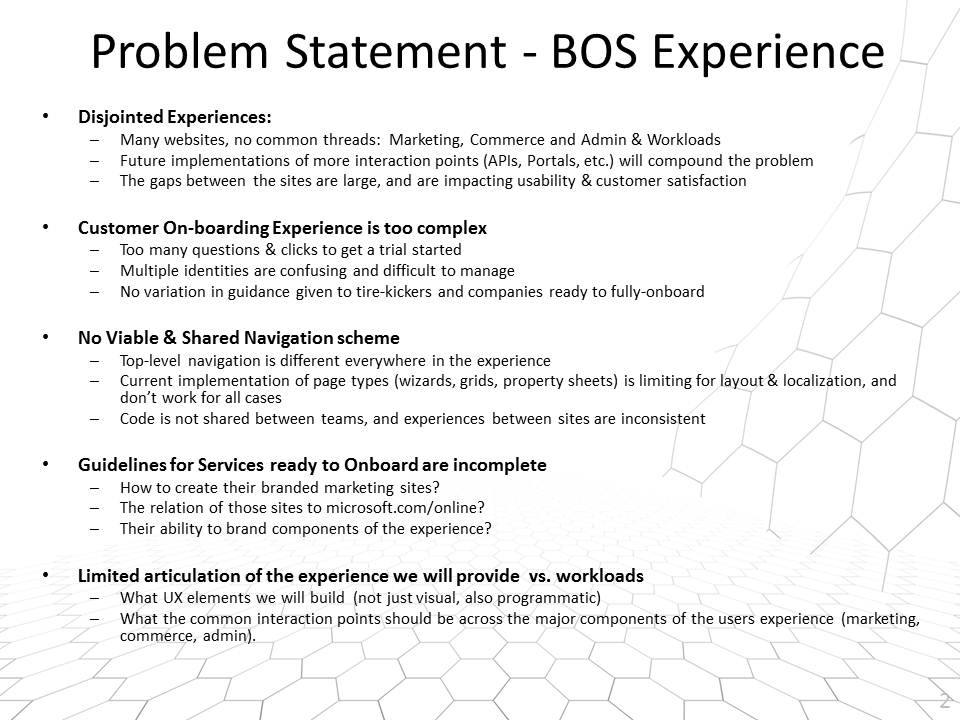 Problem Statement - BOS Experience
• Disjointed Experiences:
– Many websites, no common threads: Marketing, Commerce and Admin & Workloads
– Future implementations of more interaction points (APIs, Portals, etc.) will compound the problem
– The gaps between the sites are large, and are impacting usability & customer satisfaction
• Customer On-boarding Experience is too complex
– Too many questions & clicks to get a trial started
– Multiple identities are confusing and difficult to manage
– No variation in guidance given to tire-kickers and companies ready to fully-onboard
• No Viable & Shared Navigation scheme
– Top-level navigation is different everywhere in the experience
– Current implementation of page types (wizards, grids, property sheets) is limiting for layout & localization, and
don’t work for all cases
– Code is not shared between teams, and experiences between sites are inconsistent
• Guidelines for Services ready to Onboard are incomplete
– How to create their branded marketing sites?
– The relation of those sites to microsoft.com/online?
– Their ability to brand components of the experience?
• Limited articulation of the experience we will provide vs. workloads
– What UX elements we will build (not just visual, also programmatic)
– What the common interaction points should be across the major components of the users experience (marketing,
commerce, admin).
2